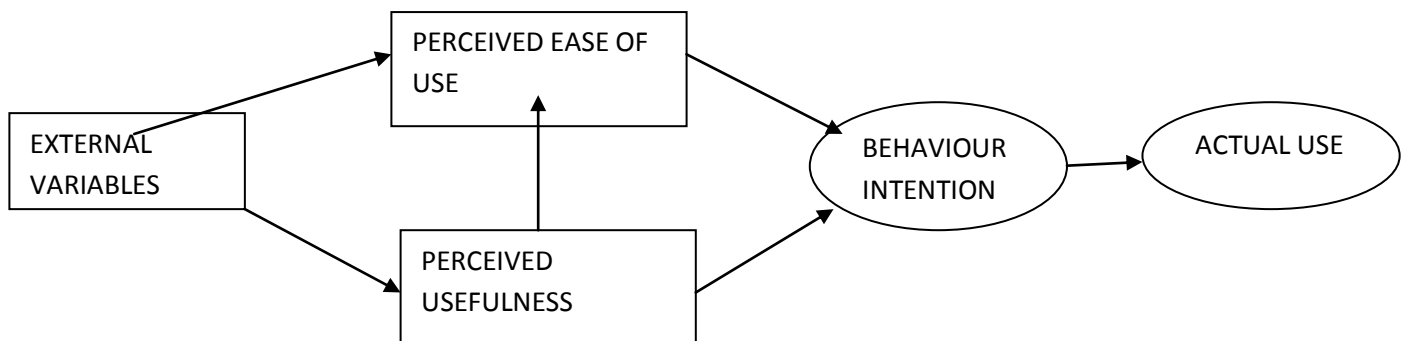 PERCEIVED EASE OF
USE
EXTERNAL
VARIABLES
PERCEIVED
USEFULNESS
BEHAVIOUR
INTENTION
ACTUAL USE